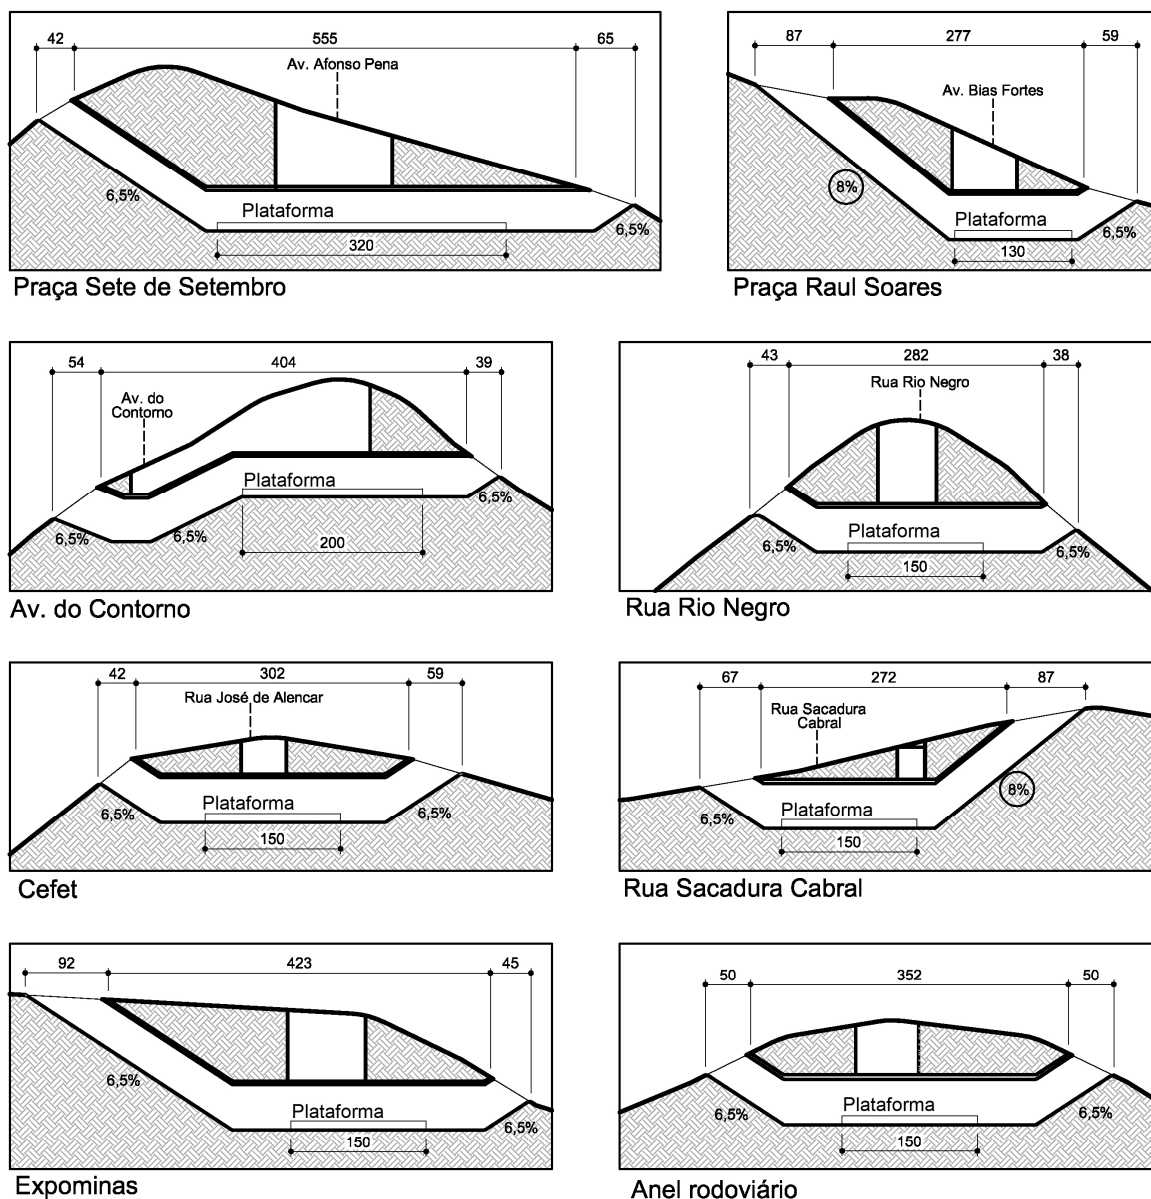 42 555 65
Av. Afonso Pena
6,5%
Plataforma
6,5%
320
Praça Sete de Setembro
87 277 59
Av. Bias Fortes
8%
Plataforma
6,5%
130
Praça Raul Soares
54 404 39
Av. do
Contorno
Plataforma
6,5%
6,5% 6,5%
200
Av. do Contorno
43 282 38
Rua Rio Negro
Plataforma
6,5% 6,5%
150
Rua Rio Negro
42 302 59
Rua José de Alencar
Plataforma
6,5% 6,5%
150
Cefet
67 272 87
Rua Sacadura
Cabral
8%
Plataforma
6,5%
150
Rua Sacadura Cabral
92 423 45
6,5%
Plataforma
6,5%
150
Expominas
50 352 50
Plataforma
6,5% 6,5%
150
Anel rodoviário